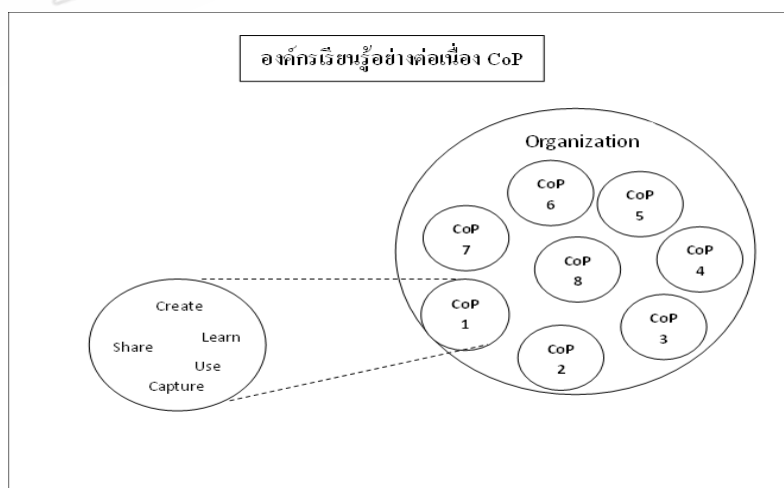 องค์กรเรียนรู้อย่างต่อเนื่อง CoP
Organization
CoP
6
CoP
5
CoP
7
CoP
8
CoP
4
CoP
1
CoP
3
CoP
2
Create
Learn
Share
Use
Capture